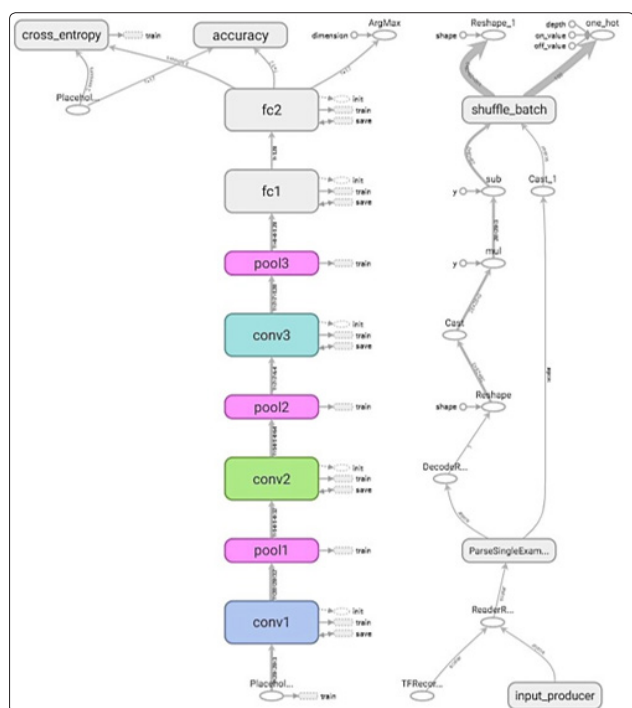 cross_entropy
train
accuracy
dimension
ArgMax
Placehol...
fc2
init
train
save
fc1
init
train
save
pool3
train
conv3
init
train
save
pool2
train
conv2
init
train
save
pool1
train
conv1
init
train
save
Placehol...
train
shape
Reshape_1
depth
on_value
off_value
one_hot
shuffle_batch
y
sub
Cast_1
y
mul
Cast
shape
Reshape
DecodeR...
ParseSingleExam...
ReaderR...
TFRecor...
input_producer